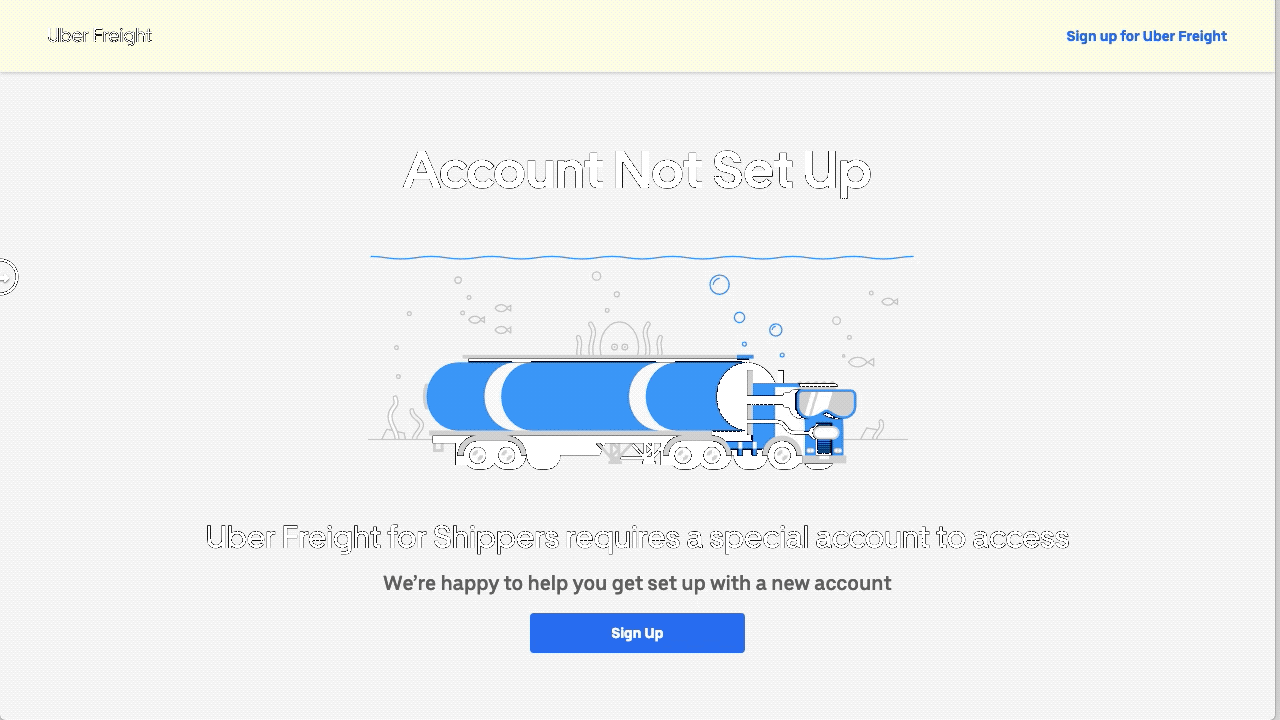 Uber Freight
Sign up for Uber Freight
Account Not Set Up
Uber Freight for Shippers requires a special account to access
We’re happy to help you get set up with a new account
Sign Up